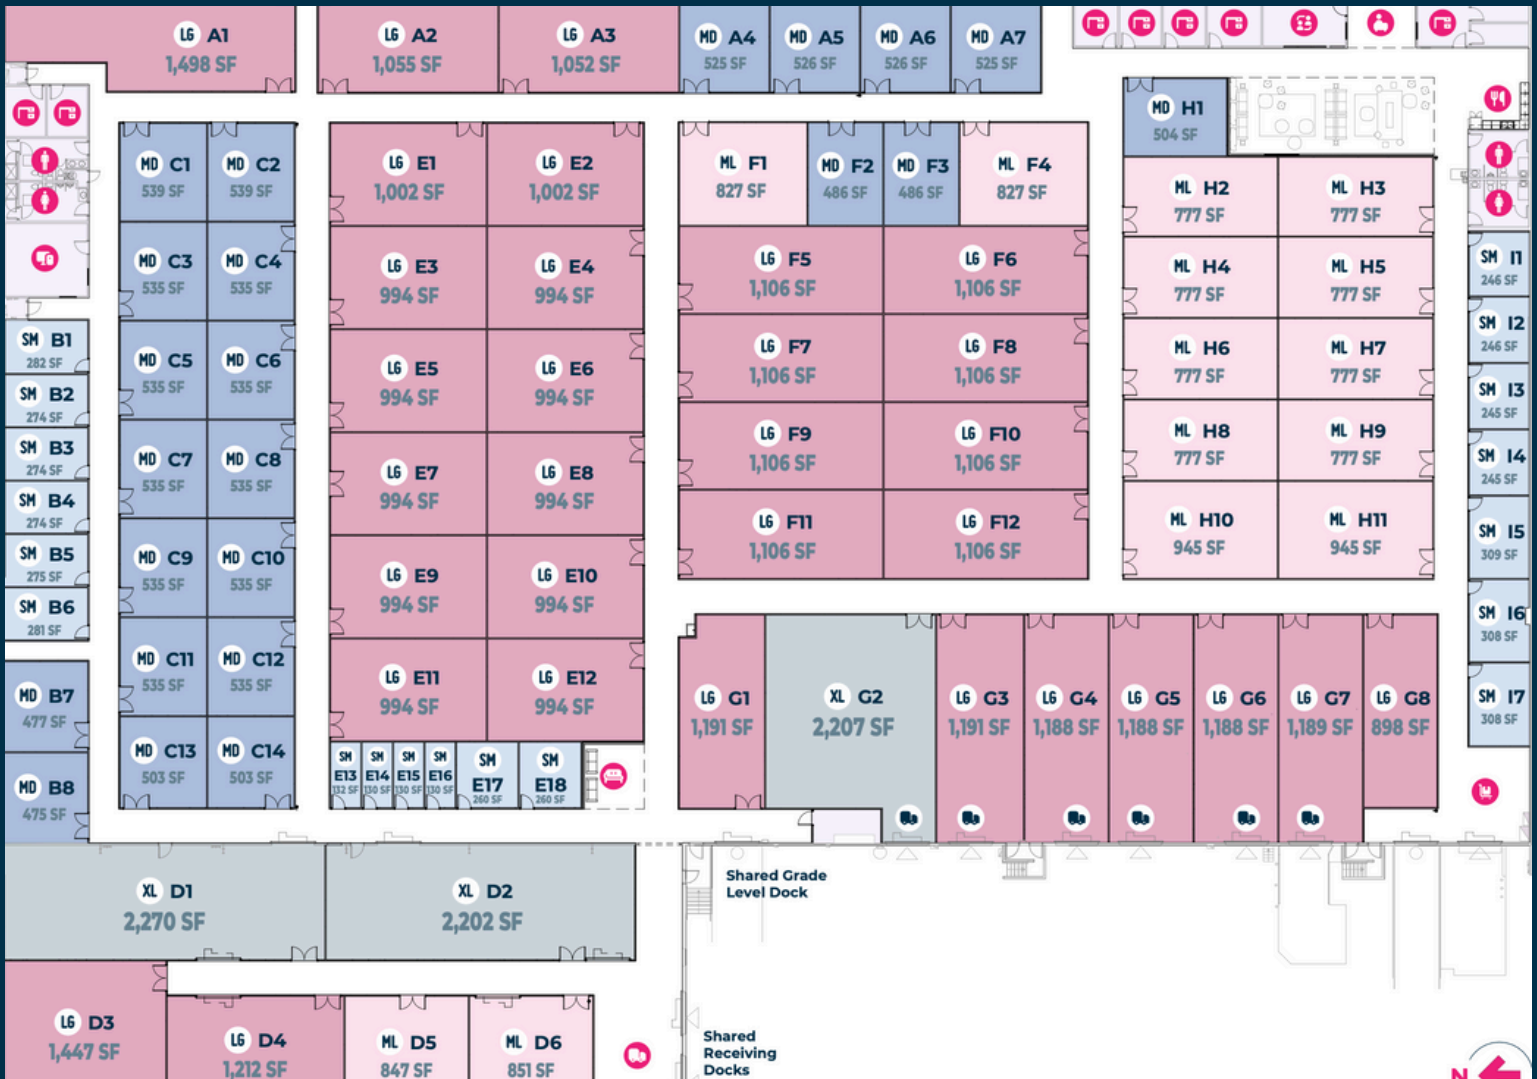 LG A1
1,498 SF
LG A2
1,055 SF
LG A3
1,052 SF
MD A4
525 SF
MD A5
526 SF
MD A6
526 SF
MD A7
525 SF
MD C1
539 SF
MD C2
539 SF
MD C3
535 SF
MD C4
535 SF
MD C5
535 SF
MD C6
535 SF
MD C7
535 SF
MD C8
535 SF
MD C9
535 SF
MD C10
535 SF
MD C11
535 SF
MD C12
535 SF
MD C13
503 SF
MD C14
503 SF
SM B1
282 SF
SM B2
274 SF
SM B3
274 SF
SM B4
274 SF
SM B5
275 SF
SM B6
281 SF
MD B7
477 SF
MD B8
475 SF
LG E1
1,002 SF
LG E2
1,002 SF
LG E3
994 SF
LG E4
994 SF
LG E5
994 SF
LG E6
994 SF
LG E7
994 SF
LG E8
994 SF
LG E9
994 SF
LG E10
994 SF
LG E11
994 SF
LG E12
994 SF
SM
E13
132 SF
SM
E14
130 SF
SM
E15
130 SF
SM
E16
130 SF
SM
E17
260 SF
SM
E18
260 SF
ML F1
827 SF
MD F2
486 SF
MD F3
486 SF
ML F4
827 SF
LG F5
1,106 SF
LG F6
1,106 SF
LG F7
1,106 SF
LG F8
1,106 SF
LG F9
1,106 SF
LG F10
1,106 SF
LG F11
1,106 SF
LG F12
1,106 SF
MD H1
504 SF
ML H2
777 SF
ML H3
777 SF
ML H4
777 SF
ML H5
777 SF
ML H6
777 SF
ML H7
777 SF
ML H8
777 SF
ML H9
777 SF
ML H10
945 SF
ML H11
945 SF
SM I1
246 SF
SM I2
246 SF
SM I3
245 SF
SM I4
245 SF
SM I5
309 SF
SM I6
308 SF
SM I7
308 SF
LG G1
1,191 SF
XL G2
2,207 SF
LG G3
1,191 SF
LG G4
1,188 SF
LG G5
1,188 SF
LG G6
1,188 SF
LG G7
1,189 SF
LG G8
898 SF
XL D1
2,270 SF
XL D2
2,202 SF
LG D3
1,447 SF
LG D4
1,212 SF
ML D5
847 SF
ML D6
851 SF
Shared Grade
Level Dock
Shared
Receiving
Docks
N